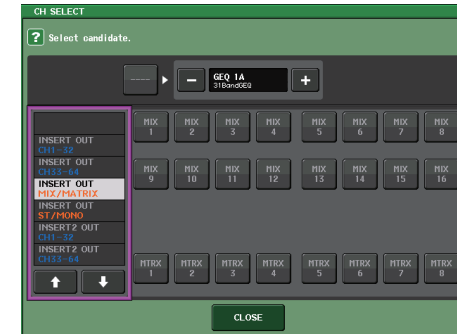 CH SELECT
? Select candidate.
---- GEQ 1A
31BandGEQ
INSERT OUT
CH1-32
INSERT OUT
CH33-64
INSERT OUT
MIX/MATRIX
INSERT OUT
ST/MONO
INSERT2 OUT
CH1-32
INSERT2 OUT
CH33-64
MIX 1 MIX 2 MIX 3 MIX 4 MIX 5 MIX 6 MIX 7 MIX 8
MIX 9 MIX 10 MIX 11 MIX 12 MIX 13 MIX 14 MIX 15 MIX 16
MTRX 1 MTRX 2 MTRX 3 MTRX 4 MTRX 5 MTRX 6 MTRX 7 MTRX 8
CLOSE